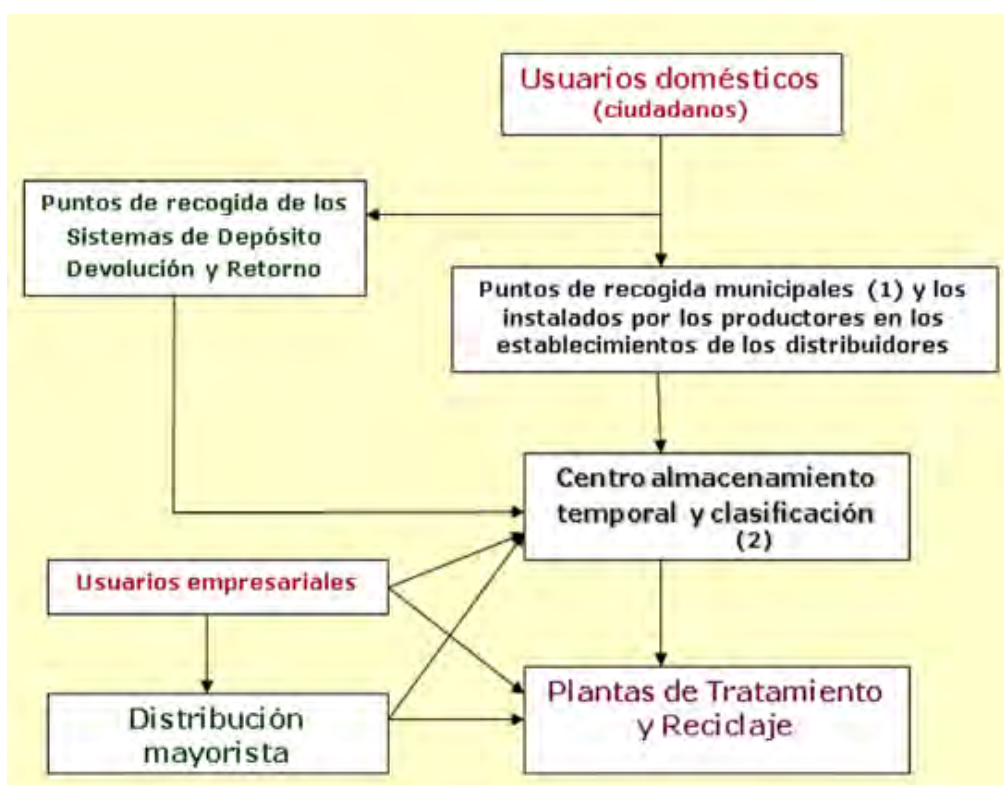 Usuarios domésticos
(ciudadanos)
Puntos de recogida de los
Sistemas de Depósito
Devolución y Retorno
Puntos de recogida municipales (1) y los
instalados por los productores en los
establecimientos de los distribuidores
Centro almacenamiento
temporal y clasificación
(2)
Usuarios empresariales
Distribución
mayorista
Plantas de Tratamiento
y Reciclaje